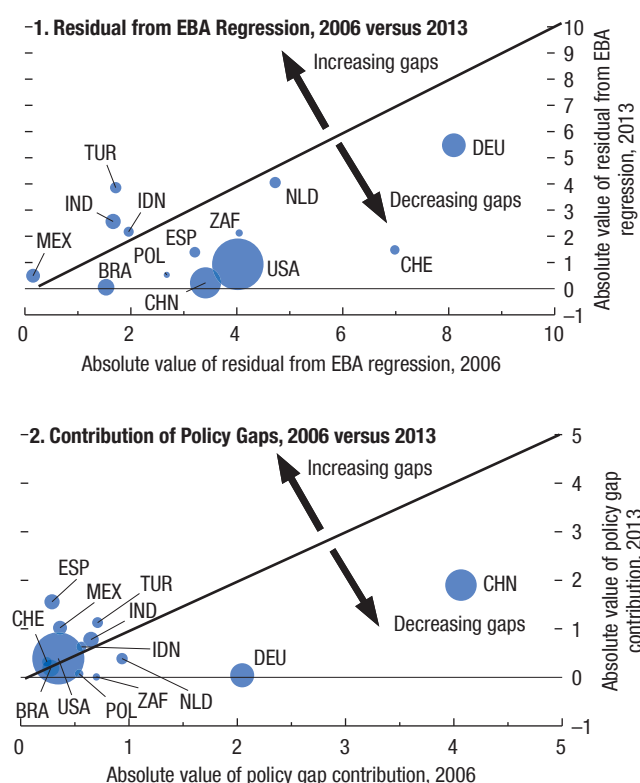 1. Residual from EBA Regression, 2006 versus 2013
Increasing gaps
Decreasing gaps
TUR
IND
IDN
MEX
BRA
POL
ESP
ZAF
CHN
USA
NLD
CHE
DEU
10
9
8
7
6
5
4
3
2
1
0
–1
Absolute value of residual from EBA
regression, 2013
0
2
4
6
8
10
Absolute value of residual from EBA regression, 2006
2. Contribution of Policy Gaps, 2006 versus 2013
Increasing gaps
Decreasing gaps
ESP
MEX
TUR
CHE
IND
IDN
DEU
CHN
BRA
USA
POL
ZAF
NLD
5
4
3
2
1
0
–1
Absolute value of policy gap
contribution, 2013
0
1
2
3
4
5
Absolute value of policy gap contribution, 2006